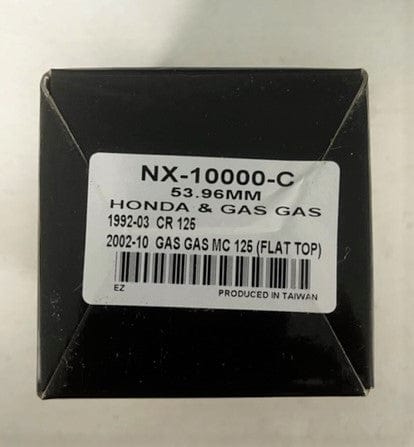 NX-10000-C
53.96MM
HONDA & GAS GAS
1992-03 CR 125
2002-10 GAS GAS MC 125 (FLAT TOP)
EZ
PRODUCED IN TAIWAN